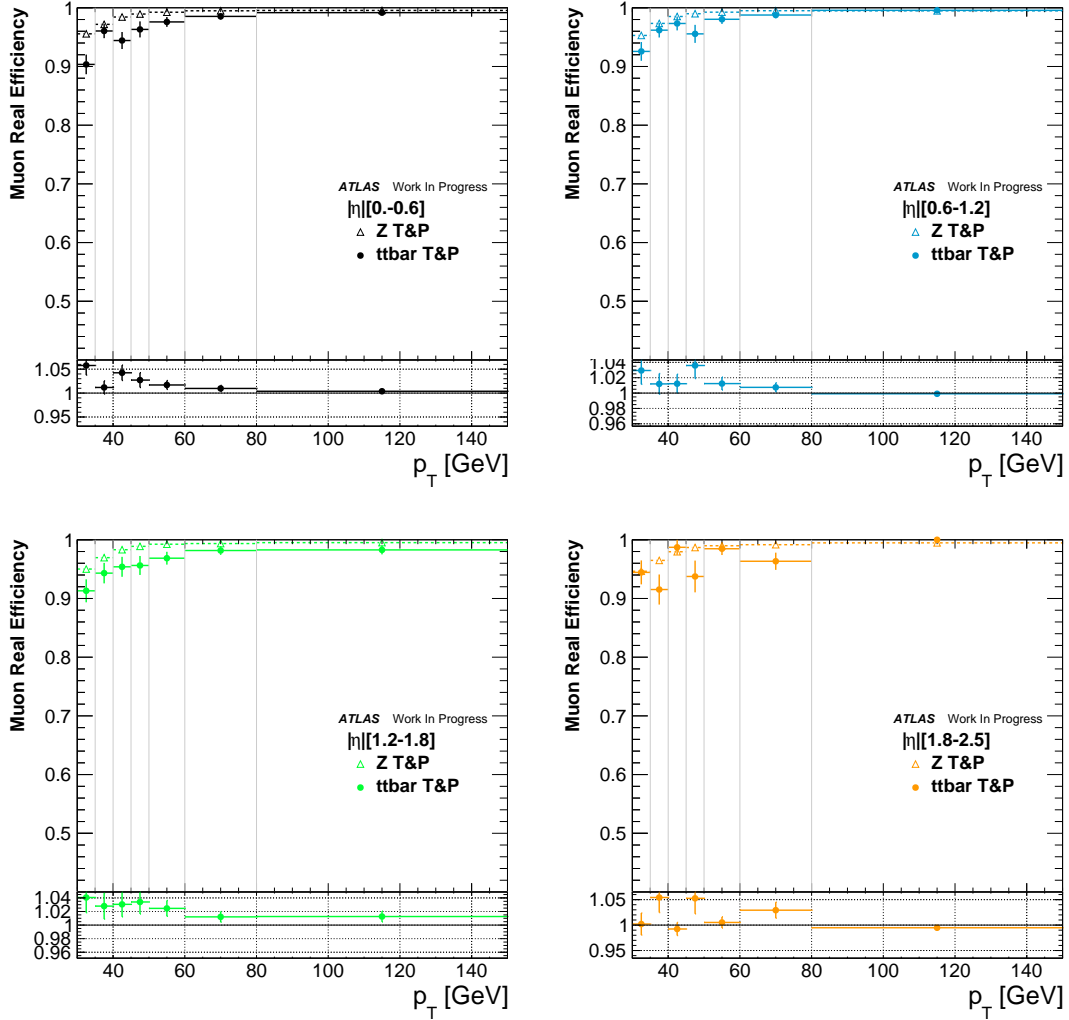 Muon Real Efficiency
1
0.9
0.8
0.7
0.6
0.5
ATLAS Work In Progress
|η|[0.-0.6]
Z T&P
ttbar T&P
1.05
1
0.95
40 60 80 100 120 140
p_T [GeV]
Muon Real Efficiency
1
0.9
0.8
0.7
0.6
0.5
ATLAS Work In Progress
|η|[0.6-1.2]
Z T&P
ttbar T&P
1.04
1.02
1
0.98
0.96
40 60 80 100 120 140
p_T [GeV]
Muon Real Efficiency
1
0.9
0.8
0.7
0.6
0.5
ATLAS Work In Progress
|η|[1.2-1.8]
Z T&P
ttbar T&P
1.04
1.02
1
0.98
0.96
40 60 80 100 120 140
p_T [GeV]
Muon Real Efficiency
1
0.9
0.8
0.7
0.6
0.5
ATLAS Work In Progress
|η|[1.8-2.5]
Z T&P
ttbar T&P
1.05
1
0.95
40 60 80 100 120 140
p_T [GeV]